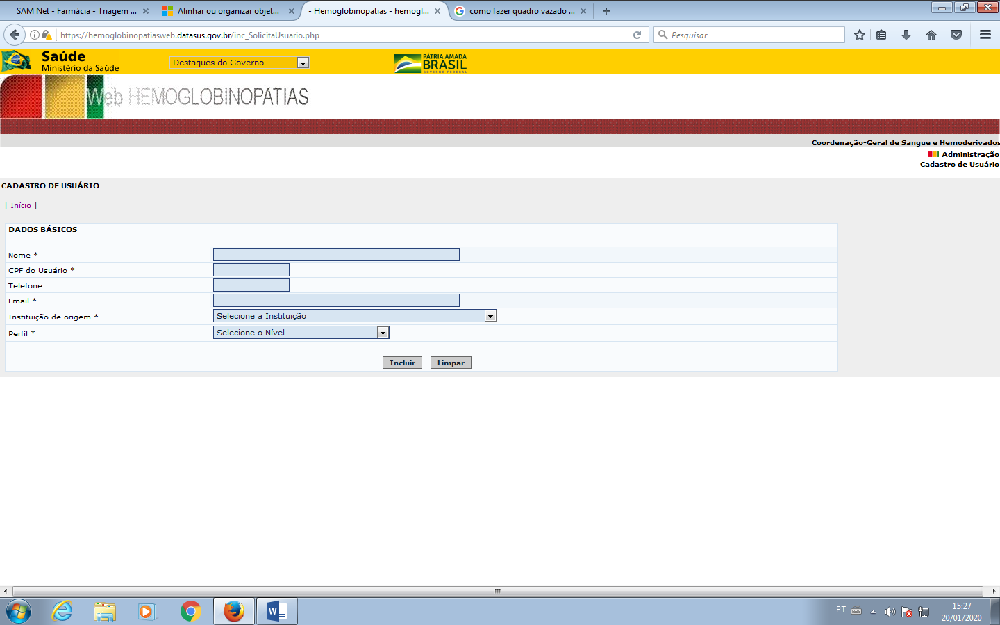 SAM Net - Farmácia - Triagem ...
Alinhar ou organizar objet...
- Hemoglobinopatias - hemogl...
como fazer quadro vazado ...
https://hemoglobinopatiasweb.datasus.gov.br/inc_SolicitaUsuario.php
Pesquisar
Saúde
Ministério da Saúde
Destaques do Governo
PÁTRIA AMADA
BRASIL
GOVERNO FEDERAL
Web HEMOGLOBINOPATIAS
Coordenação-Geral de Sangue e Hemoderivados
Administração
Cadastro de Usuário
CADASTRO DE USUÁRIO
| Início |
DADOS BÁSICOS
Nome *
CPF do Usuário *
Telefone
Email *
Instituição de origem * Selecione a Instituição
Perfil * Selecione o Nível
Incluir Limpar
PT
15:27
20/01/2020